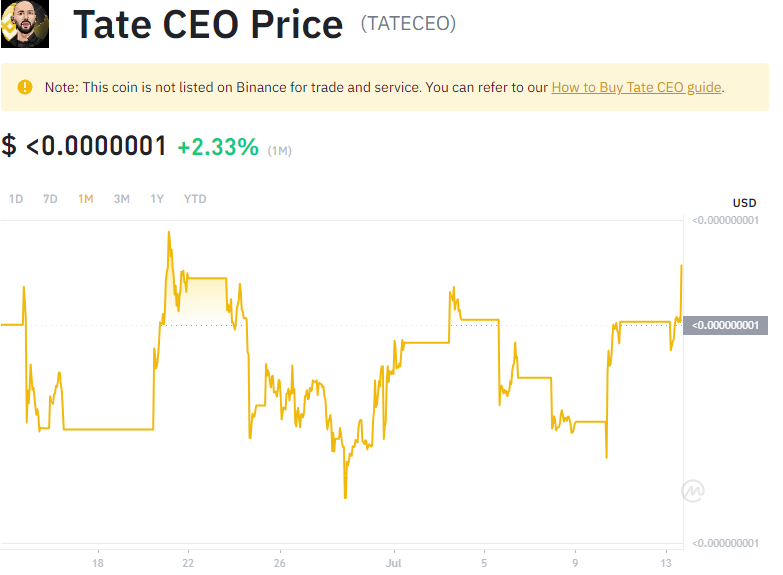 Tate CEO Price (TATECEO)
Note: This coin is not listed on Binance for trade and service. You can refer to our How to Buy Tate CEO guide.
$ <0.0000001 +2.33% (1M)
1D 7D 1M 3M 1Y YTD
USD
<0.000000001
<0.000000001
<0.000000001
18 22 26 Jul 5 9 13